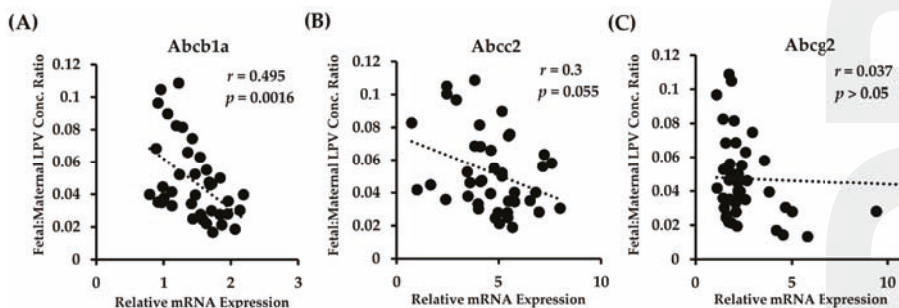 (A)
Abcb1a
r = 0.495
p = 0.0016
Fetal:Maternal LPV Conc. Ratio
0.12
0.1
0.08
0.06
0.04
0.02
0
0
1
2
3
Relative mRNA Expression
(B)
Abcc2
r = 0.3
p = 0.055
Fetal:Maternal LPV Conc. Ratio
0.12
0.1
0.08
0.06
0.04
0.02
0
0
5
10
Relative mRNA Expression
(C)
Abcg2
r = 0.037
p > 0.05
Fetal:Maternal LPV Conc. Ratio
0.12
0.1
0.08
0.06
0.04
0.02
0
0
5
10
Relative mRNA Expression